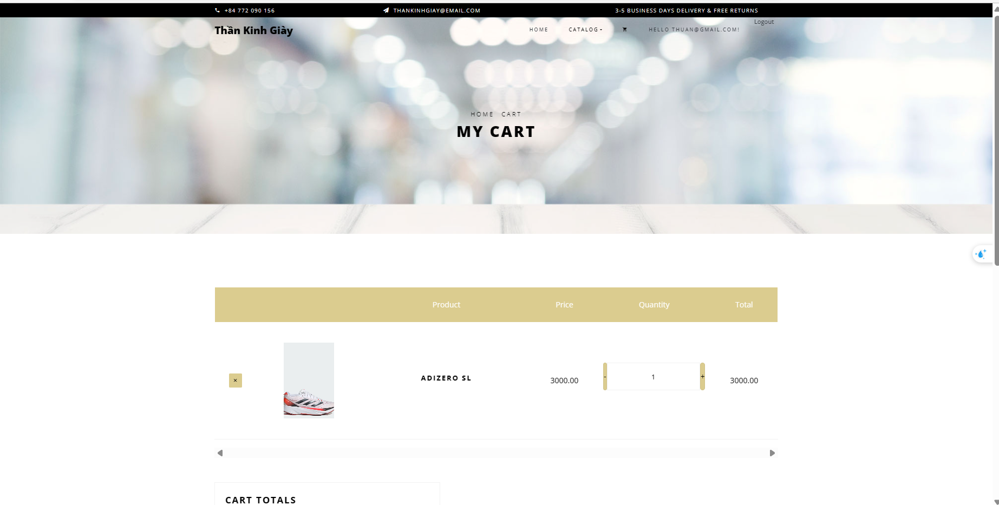 +84 772 090 156
THANKINHGIAY@EMAIL.COM
3-5 BUSINESS DAYS DELIVERY & FREE RETURNS
Thần Kinh Giày
HOME
CATALOG
HELLO THUAN@GMAIL.COM!
Logout
HOME CART
MY CART
Product
Price
Quantity
Total
×
ADIZERO SL
3000.00
-
1
+
3000.00
CART TOTALS